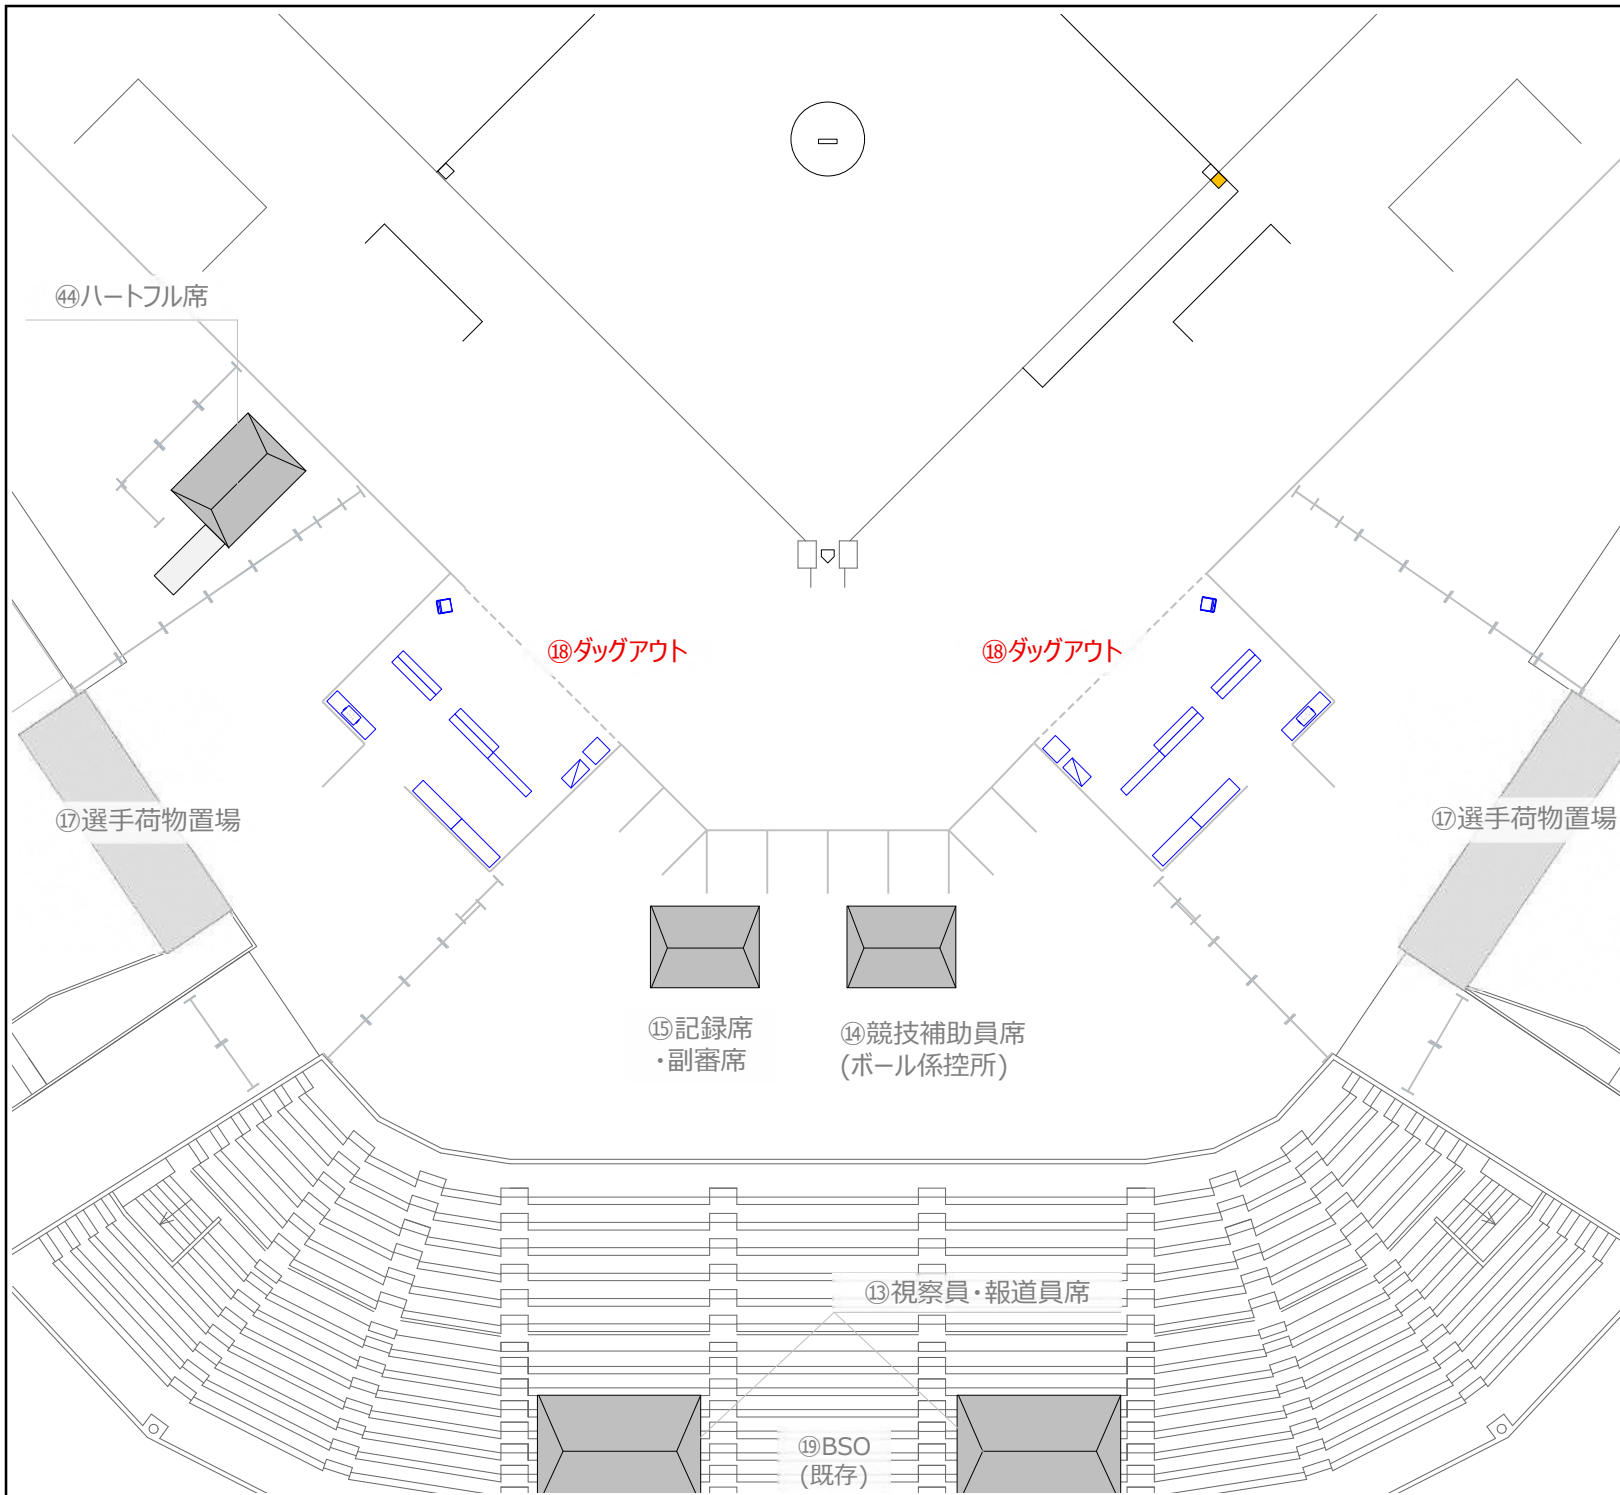 ㊹ハートフル席
⑱ダッグアウト
⑱ダッグアウト
⑰選手荷物置場
⑰選手荷物置場
⑮記録席
・副審席
⑭競技補助員席
(ボール係控所)
⑬視察員・報道員席
⑲BSO
(既存)